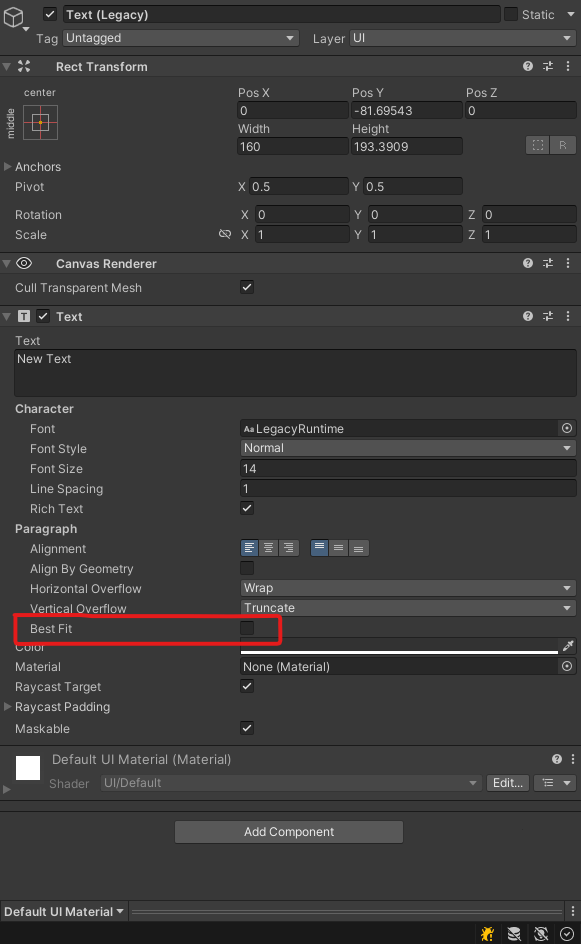 Text (Legacy)
Static
Tag Untagged Layer UI
Rect Transform
center
middle
Pos X Pos Y Pos Z
0 -81.69543 0
Width Height
160 193.3909
R
Anchors
Pivot X 0.5 Y 0.5
Rotation X 0 Y 0 Z 0
Scale X 1 Y 1 Z 1
Canvas Renderer
Cull Transparent Mesh
T Text
Text
New Text
Character
Font Aa LegacyRuntime
Font Style Normal
Font Size 14
Line Spacing 1
Rich Text
Paragraph
Alignment
Align By Geometry
Horizontal Overflow Wrap
Vertical Overflow Truncate
Best Fit
Color
Material None (Material)
Raycast Target
Raycast Padding
Maskable
Default UI Material (Material)
Shader UI/Default Edit...
Add Component
Default UI Material